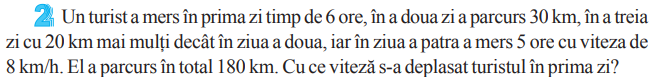 2. Un turist a mers în prima zi timp de 6 ore, în a doua zi a parcurs 30 km, în a treia
zi cu 20 km mai mulți decât în ziua a doua, iar în ziua a patra a mers 5 ore cu viteza de
8 km/h. El a parcurs în total 180 km. Cu ce viteză s-a deplasat turistul în prima zi?